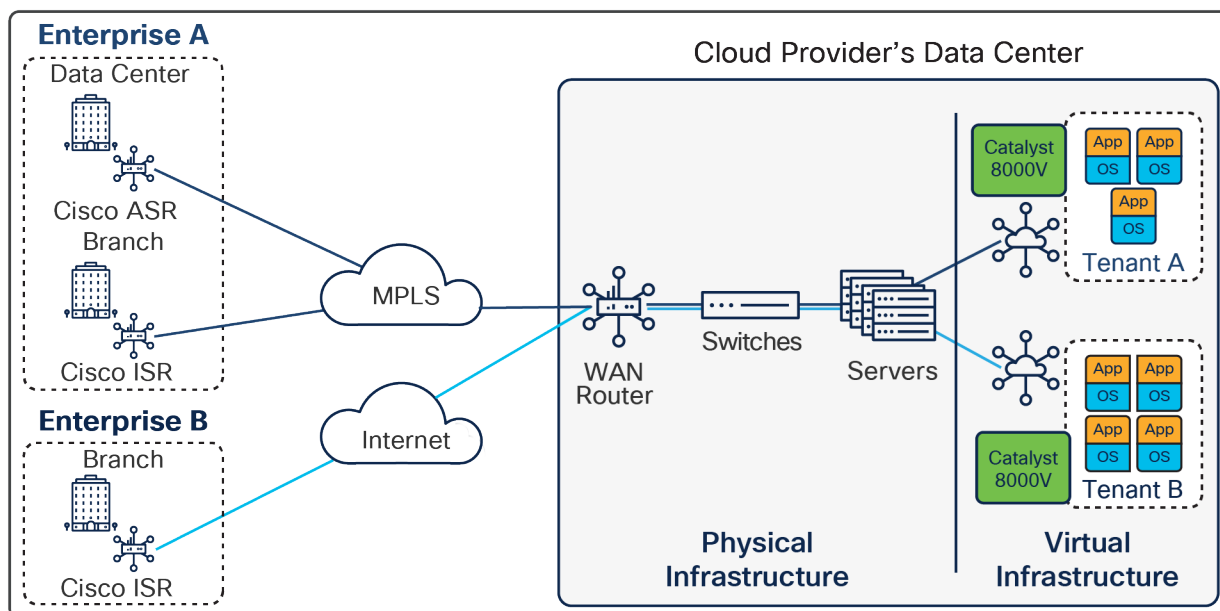 Enterprise A
Data Center
Cisco ASR
Branch
Cisco ISR
Enterprise B
Branch
Cisco ISR
MPLS
Internet
Cloud Provider's Data Center
WAN
Router
Switches
Servers
Physical
Infrastructure
Catalyst
8000V
App
App
OS
OS
App
OS
Tenant A
App
App
OS
OS
App
App
OS
OS
Catalyst
8000V
Tenant B
Virtual
Infrastructure